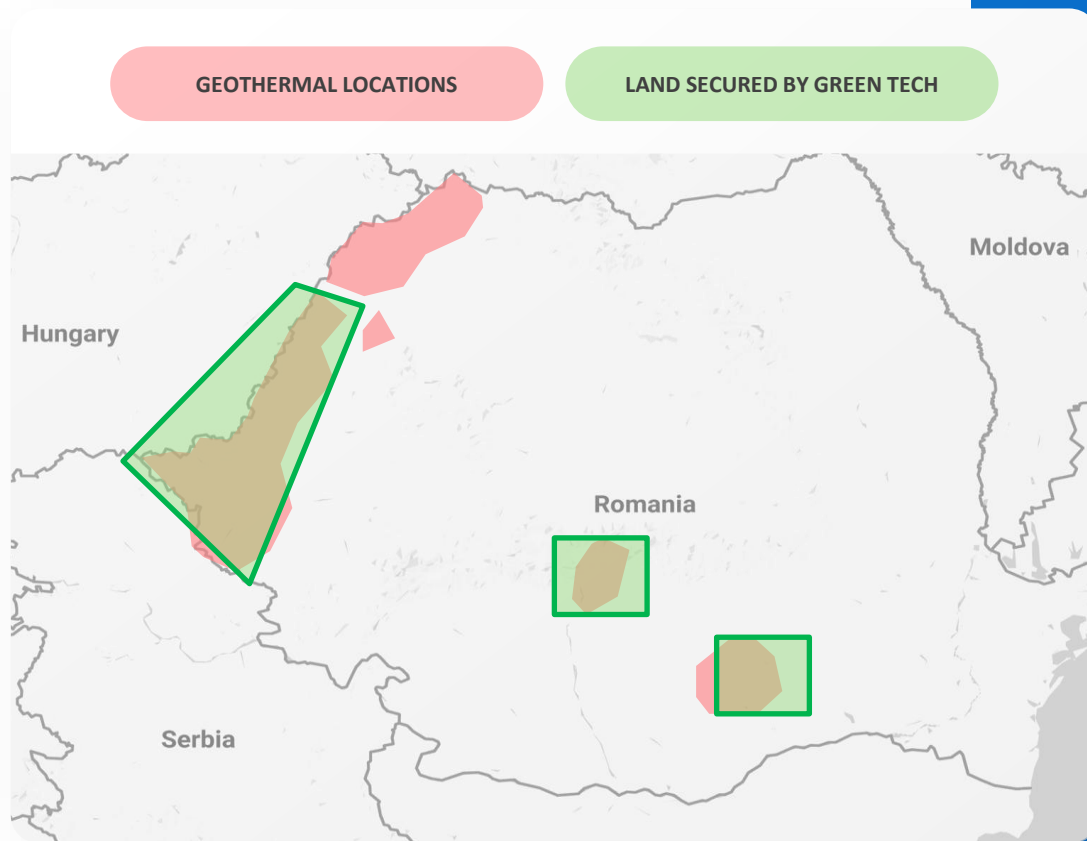 GEOTHERMAL LOCATIONS
LAND SECURED BY GREEN TECH
Moldova
Hungary
Romania
Serbia